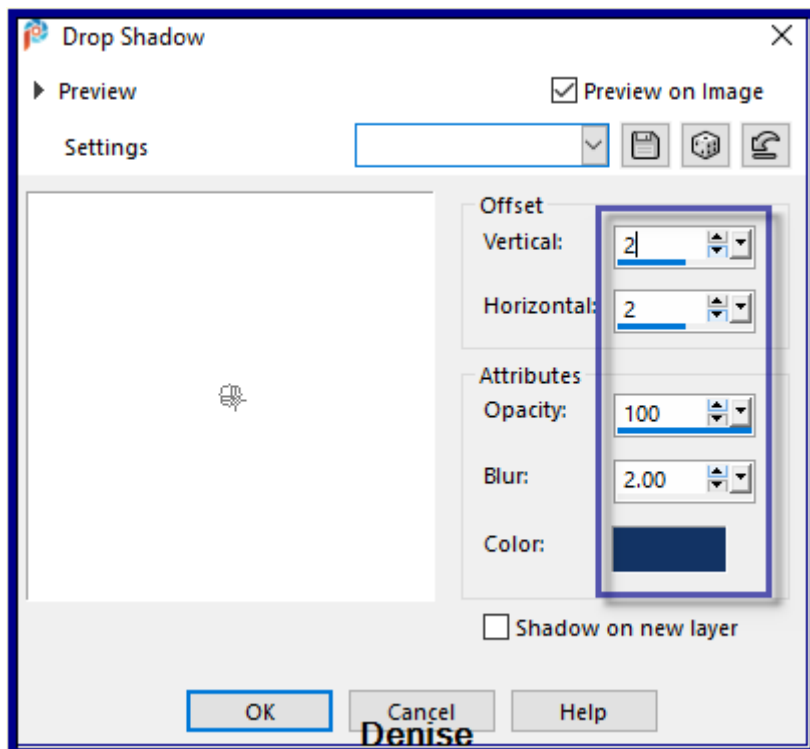 Drop Shadow
Preview
Preview on Image
Settings
Offset
Vertical: 2
Horizontal: 2
Attributes
Opacity: 100
Blur: 2.00
Color:
Shadow on new layer
OK Cancel Help
Denise